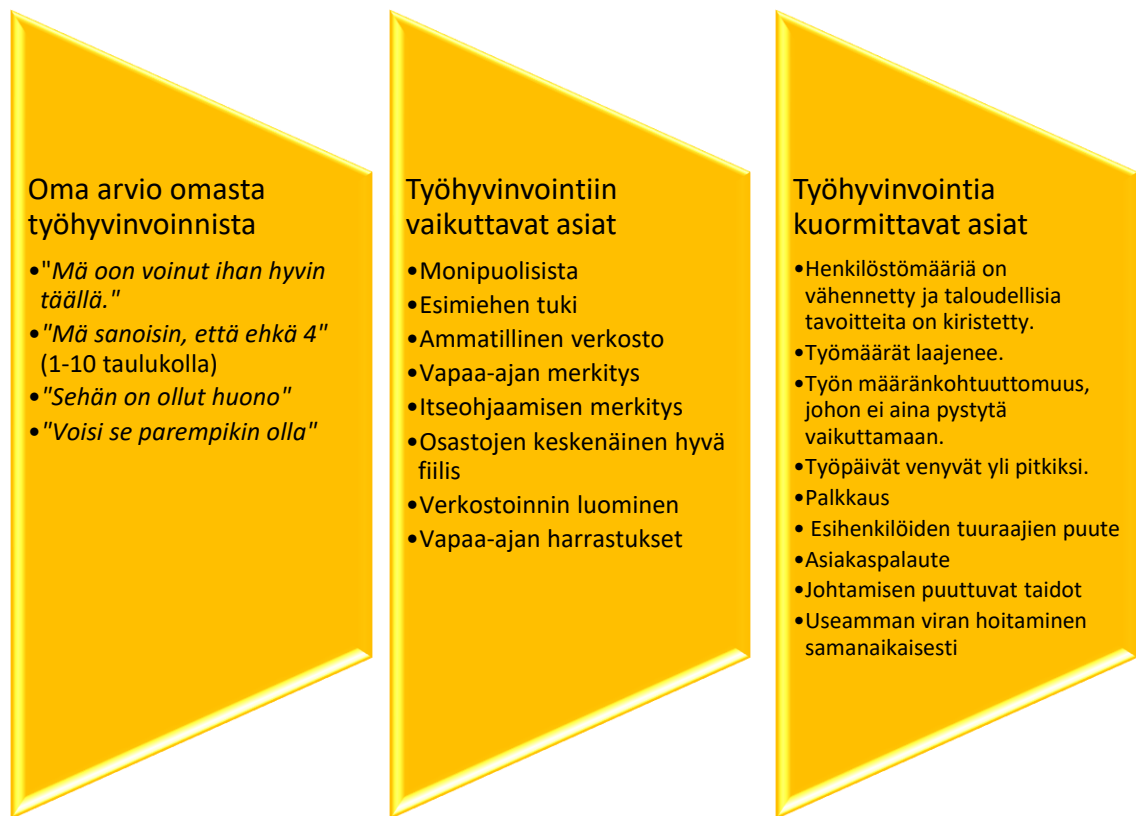 Oma arvio omasta
työhyvinvoinnista
•"Mä oon voinut ihan hyvin
täällä."
•"Mä sanoisin, että ehkä 4"
(1-10 taulukolla)
•"Sehän on ollut huono"
•"Voisi se parempikin olla"
Työhyvinvointiin
vaikuttavat asiat
•Monipuolisista
•Esimiehen tuki
•Ammatillinen verkosto
•Vapaa-ajan merkitys
•Itseohjaamisen merkitys
•Osastojen keskenäinen hyvä
fiilis
•Verkostoinnin luominen
•Vapaa-ajan harrastukset
Työhyvinvointia
kuormittavat asiat
•Henkilöstömääriä on
vähennetty ja taloudellisia
tavoitteita on kiristetty.
•Työmäärät laajenee.
•Työn määränkohtuuttomuus,
johon ei aina pystytä
vaikuttamaan.
•Työpäivät venyvät yli pitkiksi.
•Palkkaus
• Esihenkilöiden tuuraajien puute
•Asiakaspalaute
•Johtamisen puuttuvat taidot
•Useamman viran hoitaminen
samanaikaisesti